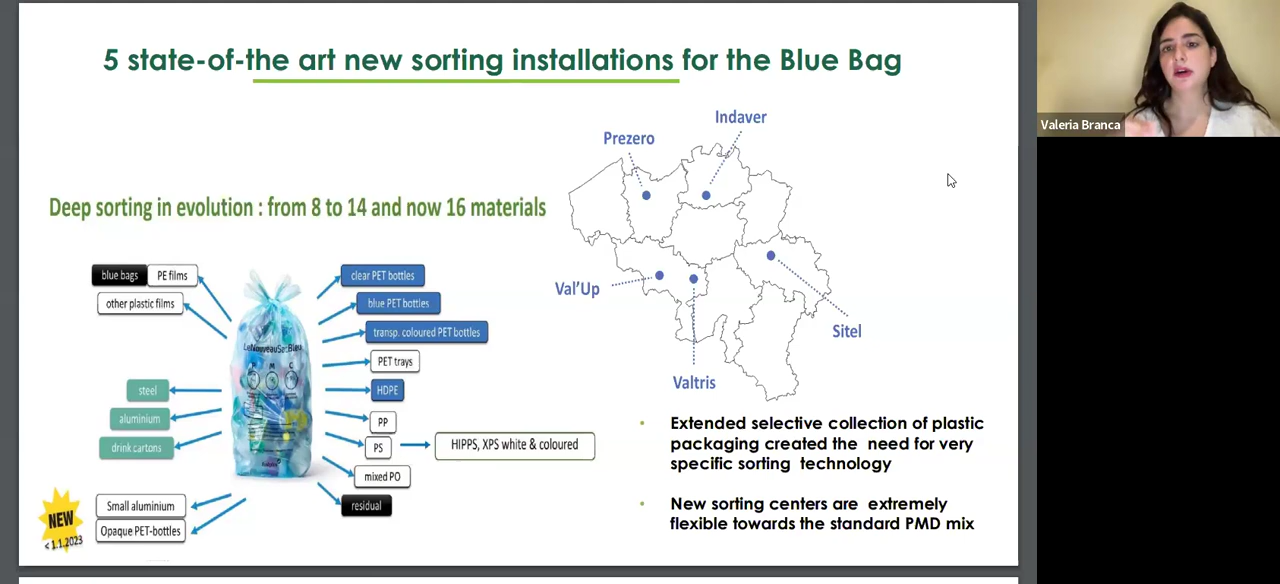 5 state-of-the art new sorting installations for the Blue Bag
Valeria Branca
Deep sorting in evolution : from 8 to 14 and now 16 materials
blue bags
PE films
other plastic films
steel
aluminium
drink cartons
NEW
< 1.1.2023
Small aluminium
Opaque PET-bottles
LeNouveauSacBleu
P M C
clear PET bottles
blue PET bottles
transp. coloured PET bottles
PET trays
HDPE
PP
PS
HIPPS, XPS white & coloured
mixed PO
residual
Indaver
Prezero
Val'Up
Sitel
Valtris
• Extended selective collection of plastic
packaging created the need for very
specific sorting technology
• New sorting centers are extremely
flexible towards the standard PMD mix